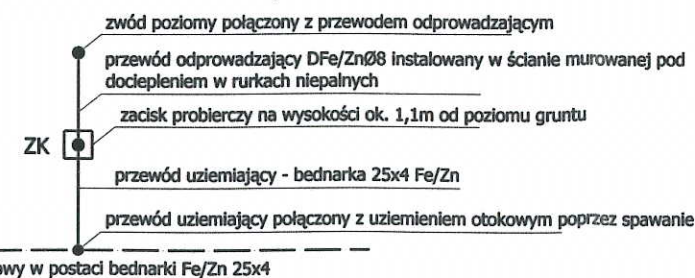 zwód poziomy połączony z przewodem odprowadzającym
przewód odprowadzający DFe/ZnØ8 instalowany w ścianie murowanej pod
dociepleniem w rurkach niepalnych
zacisk probierczy na wysokości ok. 1,1m od poziomu gruntu
ZK
przewód uziemiający - bednarka 25x4 Fe/Zn
przewód uziemiający połączony z uziemieniem otokowym poprzez spawanie
owy w postaci bednarki Fe/Zn 25x4